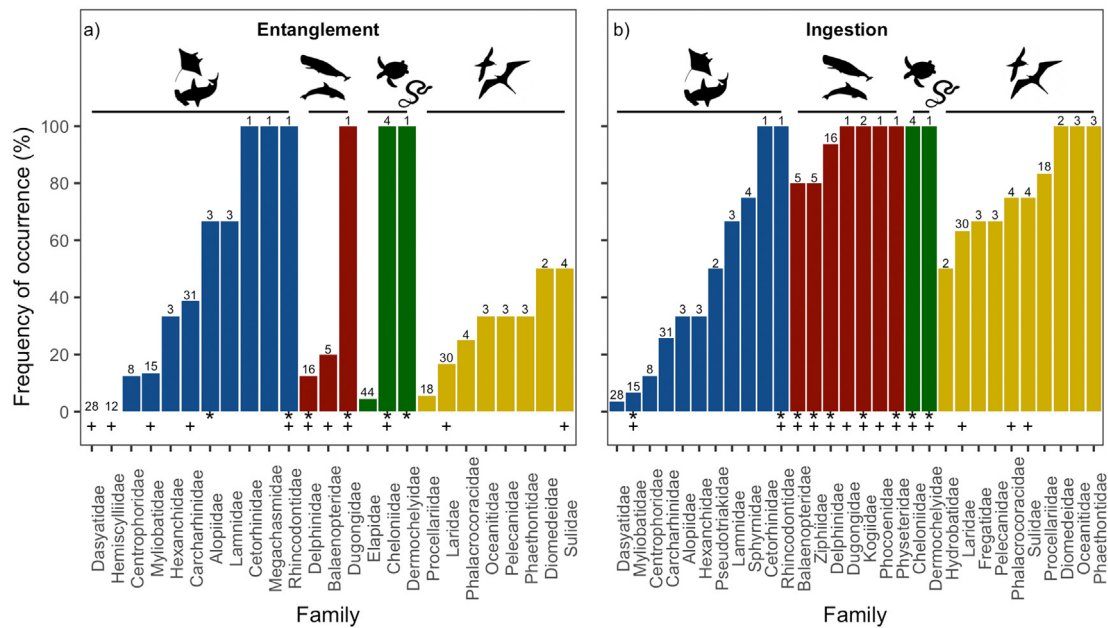 a)
Entanglement
Frequency of occurrence (%)
100
80
60
40
20
0
28
12
8
15
3
31
3
3
1
1
1
16
5
1
44
4
1
18
30
4
3
3
3
2
4
Dasyatidae
Hemiscylliidae
Centrophoridae
Myliobatidae
Hexanchidae
Carcharhinidae
Alopiidae
Lamnidae
Cetorhinidae
Megachasmidae
Rhincodontiidae
Delphinidae
Balaenopteridae
Dugongidae
Elapidae
Cheloniidae
Dermochelyidae
Procellariidae
Laridae
Phalacrocoracidae
Oceanitidae
Pelecanidae
Phaethontidae
Diomedeidae
Sulidae
Family
b)
Ingestion
28
15
8
31
3
3
2
3
4
1
1
5
5
16
1
2
1
1
4
1
2
30
3
3
4
4
18
2
3
3
Dasyatidae
Myliobatidae
Centrophoridae
Carcharhinidae
Alopiidae
Hexanchidae
Pseudotriakidae
Lamnidae
Sphyrnidae
Cetorhinidae
Rhincodontidae
Balaenopteridae
Ziphiidae
Delphinidae
Dugongidae
Kogiidae
Phocoenidae
Physeteridae
Cheloniidae
Dermochelyidae
Hydrobatidae
Laridae
Fregatidae
Pelecanidae
Phalacrocoracidae
Sulidae
Procellariidae
Diomedeidae
Oceanitidae
Phaethontidae
Family